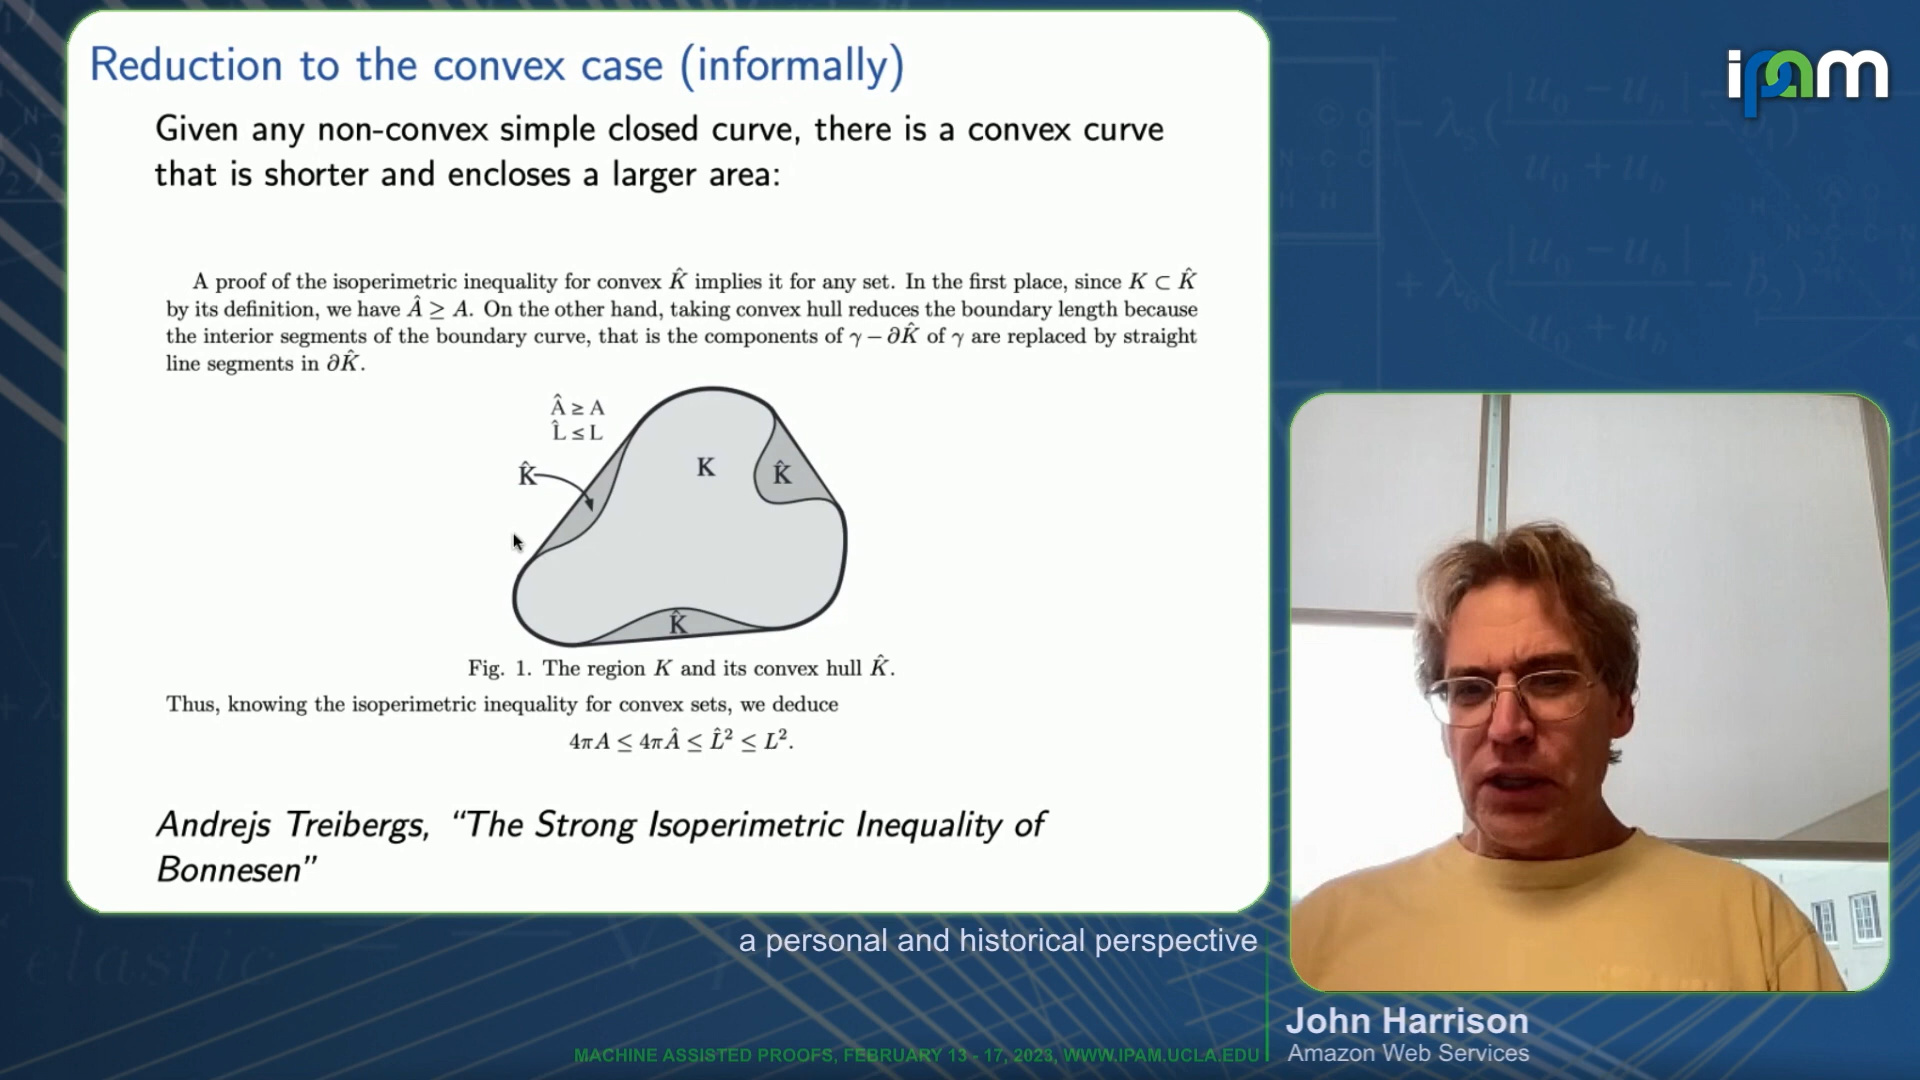 Reduction to the convex case (informally)
Given any non-convex simple closed curve, there is a convex curve
that is shorter and encloses a larger area:
A proof of the isoperimetric inequality for convex K̂ implies it for any set. In the first place, since K ⊂ K̂
by its definition, we have Â ≥ A. On the other hand, taking convex hull reduces the boundary length because
the interior segments of the boundary curve, that is the components of γ − ∂K̂ of γ are replaced by straight
line segments in ∂K̂.
Â ≥ A
L̂ ≤ L
K̂
K
K̂
K̂
Fig. 1. The region K and its convex hull K̂.
Thus, knowing the isoperimetric inequality for convex sets, we deduce
4πA ≤ 4πÂ ≤ L̂² ≤ L².
Andrejs Treibergs, “The Strong Isoperimetric Inequality of
Bonnesen”
ipam
a personal and historical perspective
John Harrison
Amazon Web Services
MACHINE ASSISTED PROOFS, FEBRUARY 13 - 17, 2023, WWW.IPAM.UCLA.EDU
elastic